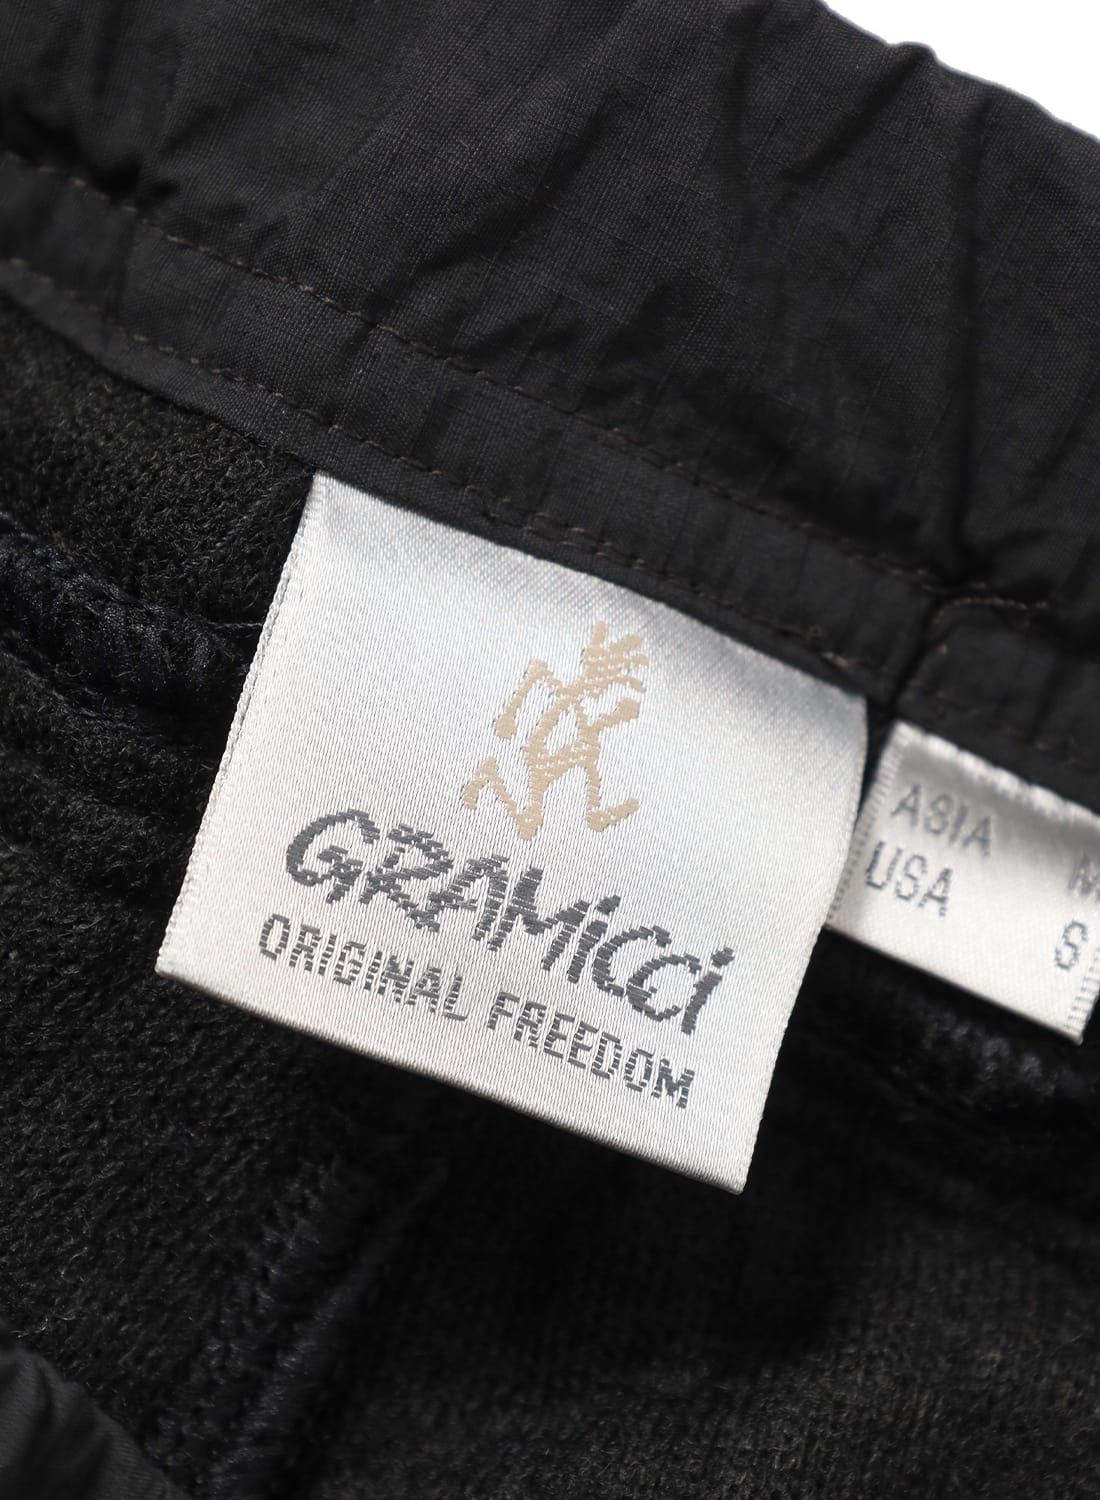 GRAMicci
ORIGINAL FREEDOM
ASIA M
USA S